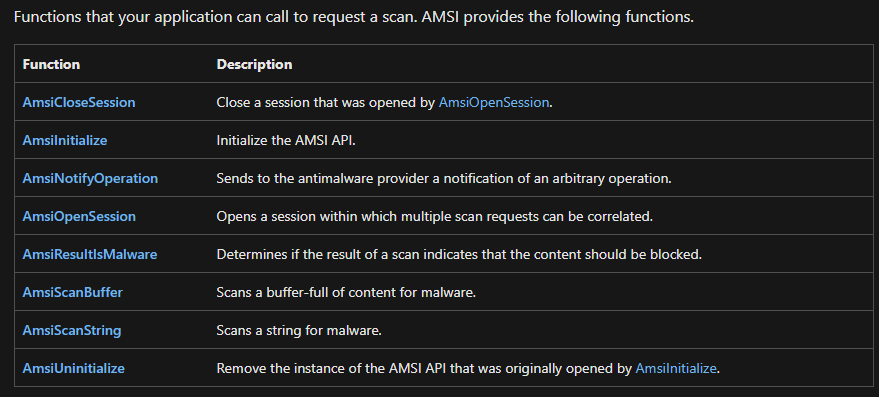 Functions that your application can call to request a scan. AMSI provides the following functions.
Function Description
AmsiCloseSession Close a session that was opened by AmsiOpenSession.
AmsiInitialize Initialize the AMSI API.
AmsiNotifyOperation Sends to the antimalware provider a notification of an arbitrary operation.
AmsiOpenSession Opens a session within which multiple scan requests can be correlated.
AmsiResultIsMalware Determines if the result of a scan indicates that the content should be blocked.
AmsiScanBuffer Scans a buffer-full of content for malware.
AmsiScanString Scans a string for malware.
AmsiUninitialize Remove the instance of the AMSI API that was originally opened by AmsiInitialize.